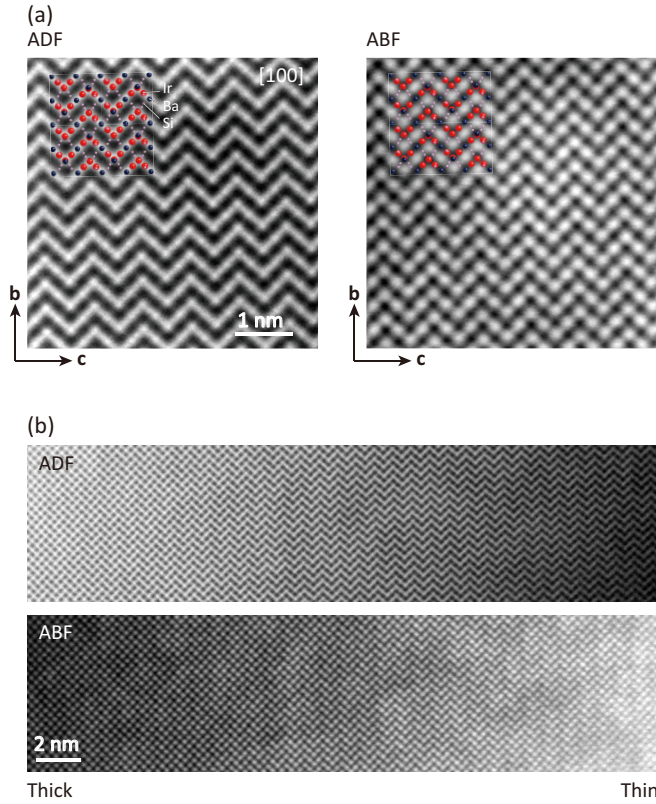 (a)
ADF
ABF
[100]
Ir
Ba
Si
1 nm
b
c
b
c
(b)
ADF
ABF
2 nm
Thick
Thin